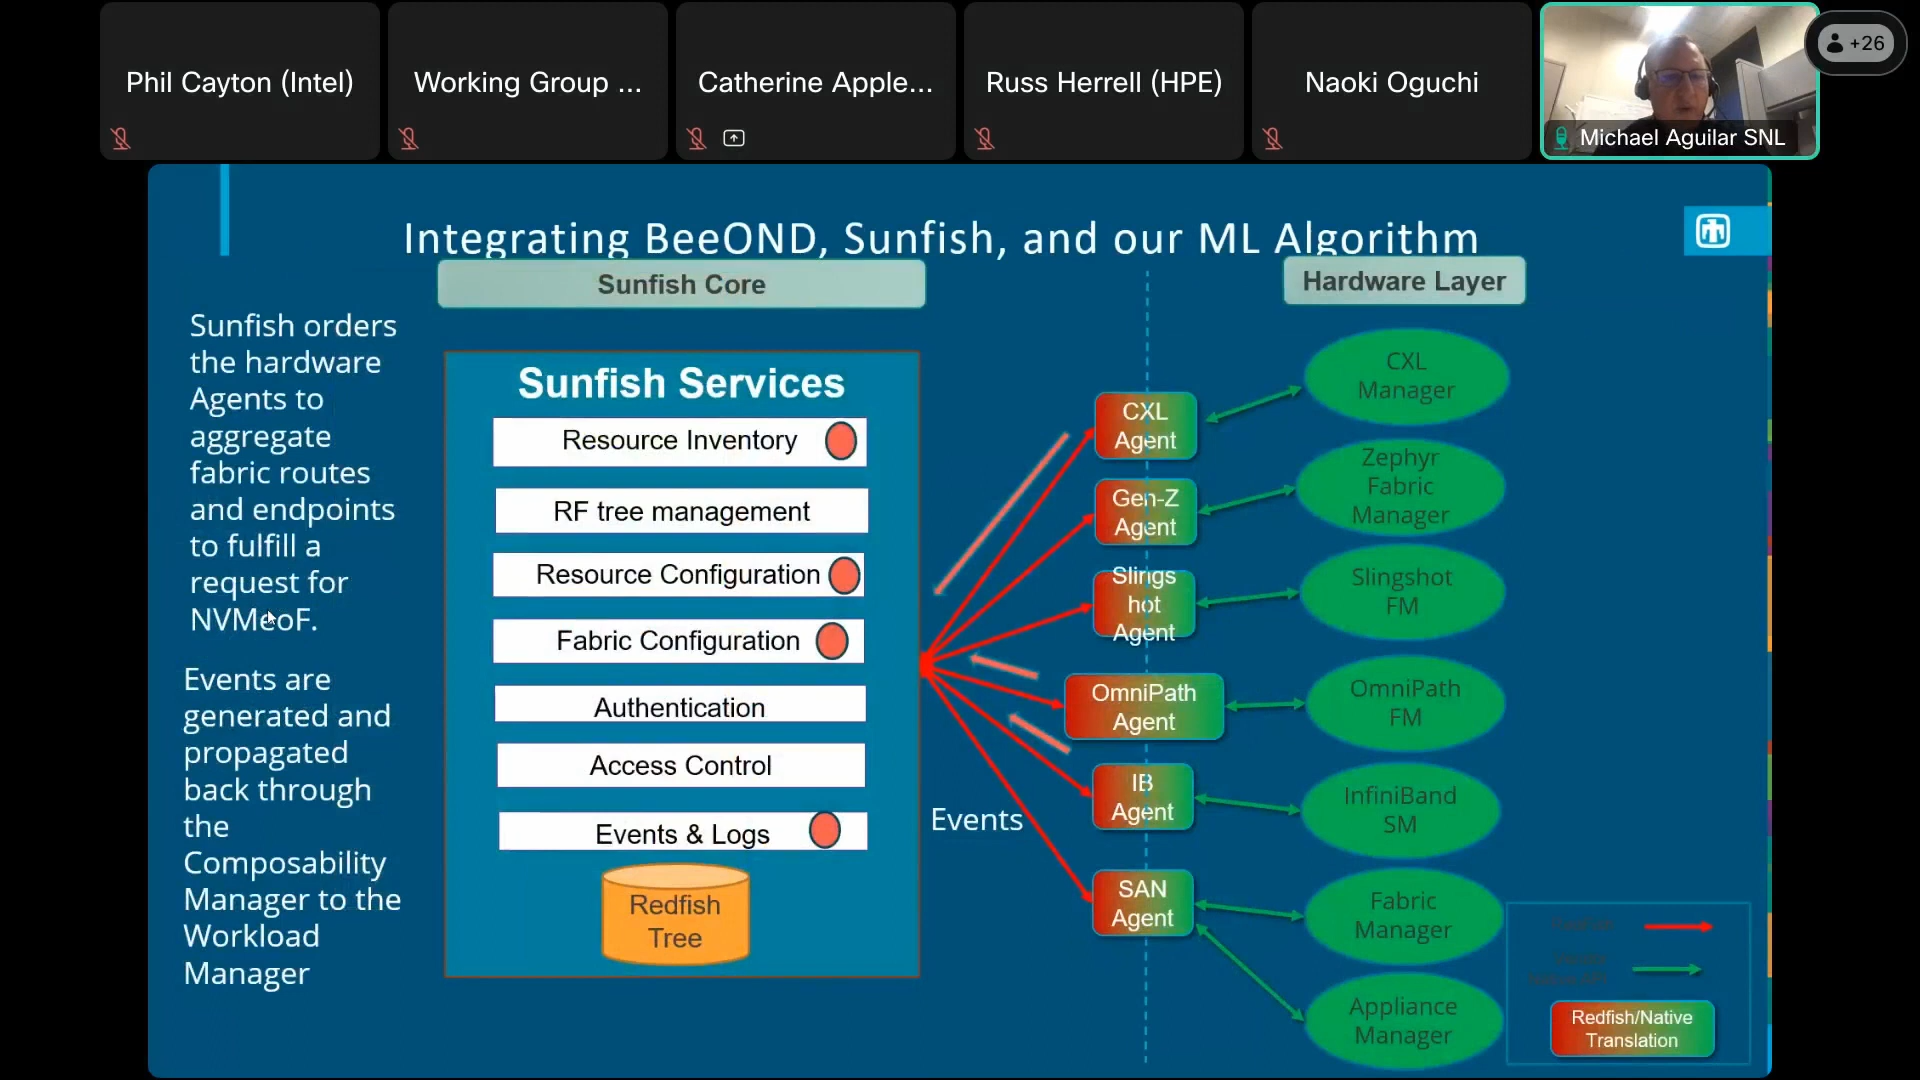 Phil Cayton (Intel)
Working Group ...
Catherine Apple...
Russ Herrell (HPE)
Naoki Oguchi
Michael Aguilar SNL
+26
Integrating BeeOND, Sunfish, and our ML Algorithm
Sunfish Core
Hardware Layer
Sunfish orders
the hardware
Agents to
aggregate
fabric routes
and endpoints
to fulfill a
request for
NVMeoF.
Events are
generated and
propagated
back through
the
Composability
Manager to the
Workload
Manager
Sunfish Services
Resource Inventory
RF tree management
Resource Configuration
Fabric Configuration
Authentication
Access Control
Events & Logs
Redfish
Tree
Events
CXL
Agent
Gen-Z
Agent
Slings
hot
Agent
OmniPath
Agent
IB
Agent
SAN
Agent
CXL
Manager
Zephyr
Fabric
Manager
Slingshot
FM
OmniPath
FM
InfiniBand
SM
Fabric
Manager
Appliance
Manager
Redfish/Native
Translation